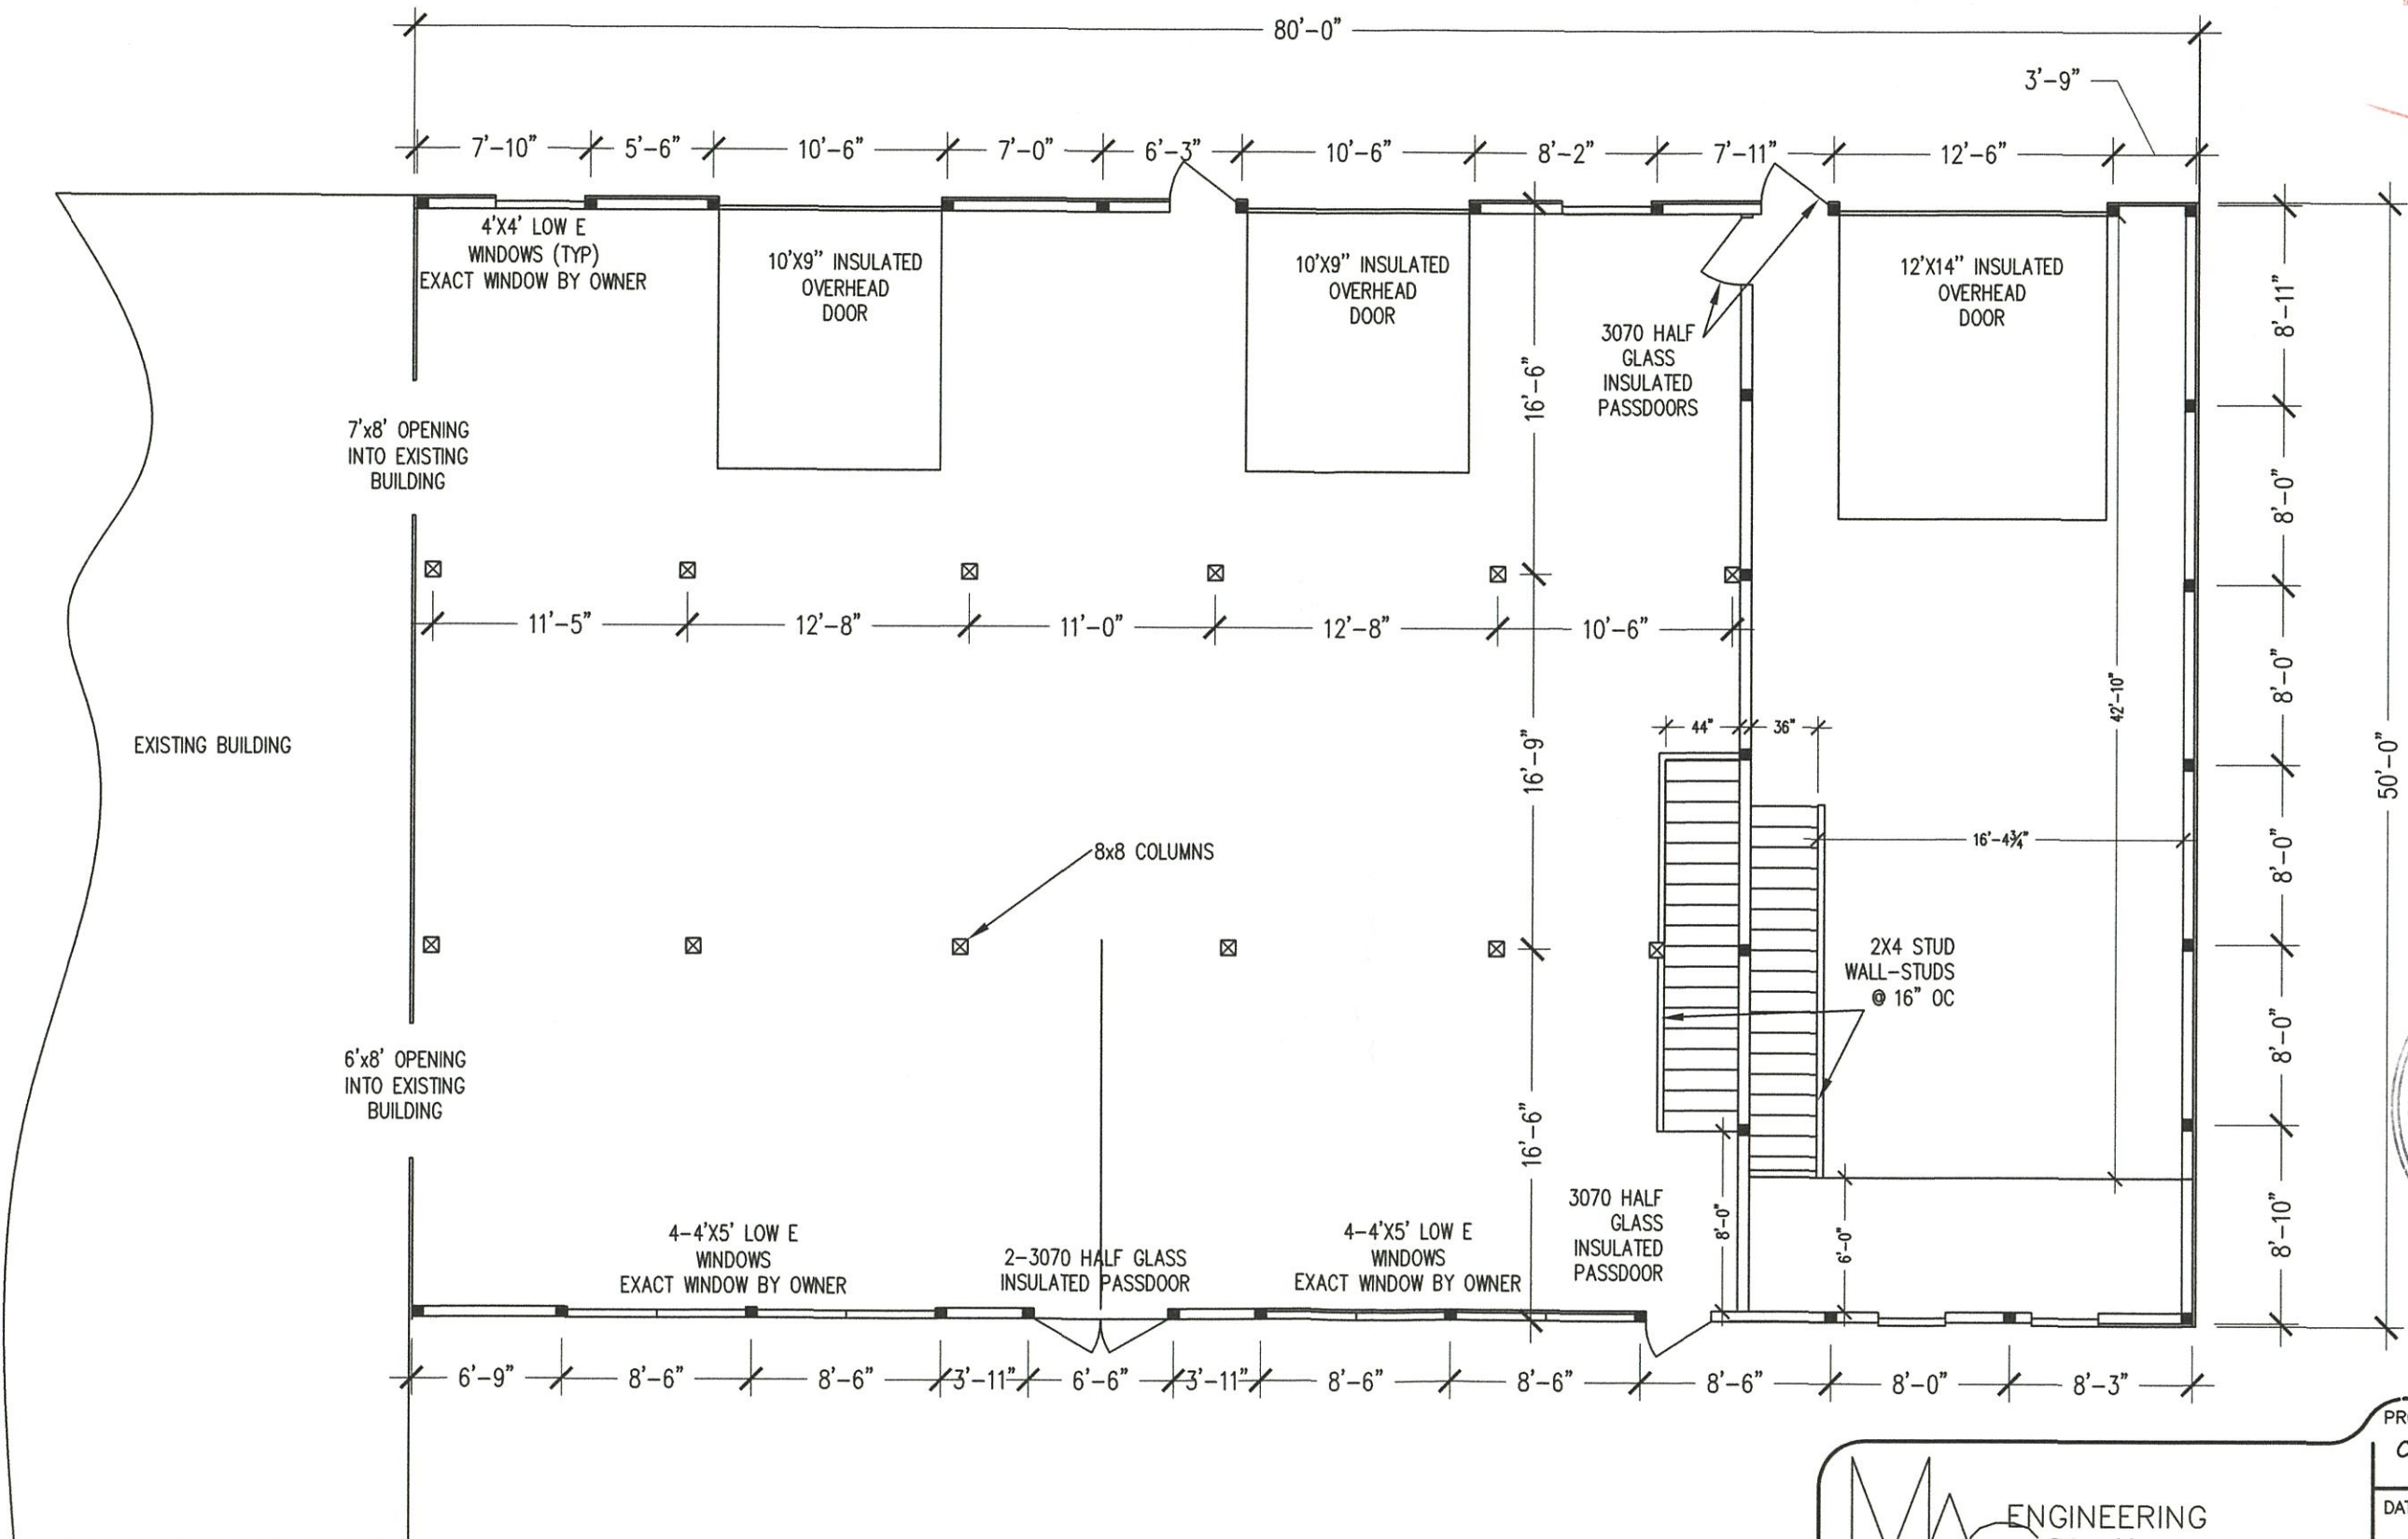 80'-0"
3'-9"
7'-10" 5'-6" 10'-6" 7'-0" 6'-3" 10'-6" 8'-2" 7'-11" 12'-6"
4'X4' LOW E
WINDOWS (TYP)
EXACT WINDOW BY OWNER
10'X9" INSULATED
OVERHEAD
DOOR
10'X9" INSULATED
OVERHEAD
DOOR
12'X14" INSULATED
OVERHEAD
DOOR
3070 HALF
GLASS
INSULATED
PASSDOORS
8'-11"
16'-6"
7'x8' OPENING
INTO EXISTING
BUILDING
8'-0"
11'-5" 12'-8" 11'-0" 12'-8" 10'-6"
8'-0"
42'-10"
EXISTING BUILDING
44" 36"
16'-9"
50'-0"
16'-4¾"
8'-0"
8x8 COLUMNS
2X4 STUD
WALL-STUDS
@ 16" OC
8'-0"
6'x8' OPENING
INTO EXISTING
BUILDING
16'-6"
4-4'X5' LOW E
WINDOWS
EXACT WINDOW BY OWNER
2-3070 HALF GLASS
INSULATED PASSDOOR
4-4'X5' LOW E
WINDOWS
EXACT WINDOW BY OWNER
3070 HALF
GLASS
INSULATED
PASSDOOR
8'-0"
6'-0"
8'-10"
6'-9" 8'-6" 8'-6" 3'-11" 6'-6" 3'-11" 8'-6" 8'-6" 8'-6" 8'-0" 8'-3"
ENGINEERING